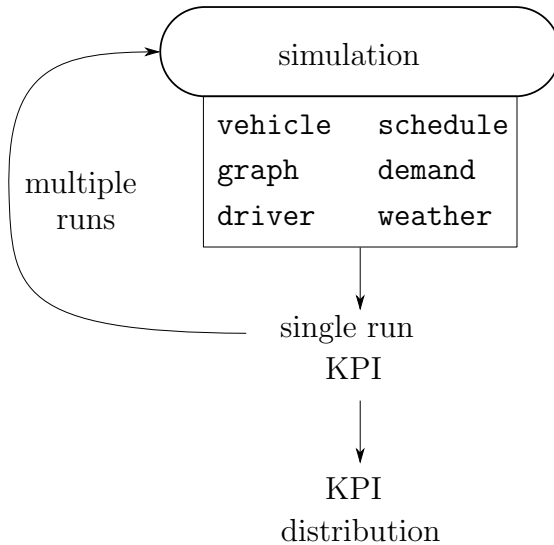 simulation
vehicle schedule
graph demand
driver weather
multiple
runs
single run
KPI
KPI
distribution